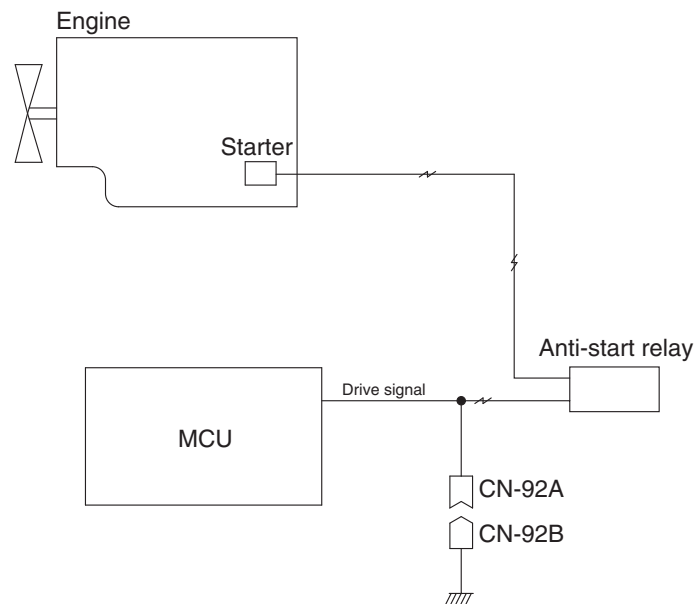 Engine
Starter
Anti-start relay
Drive signal
MCU
CN-92A
CN-92B